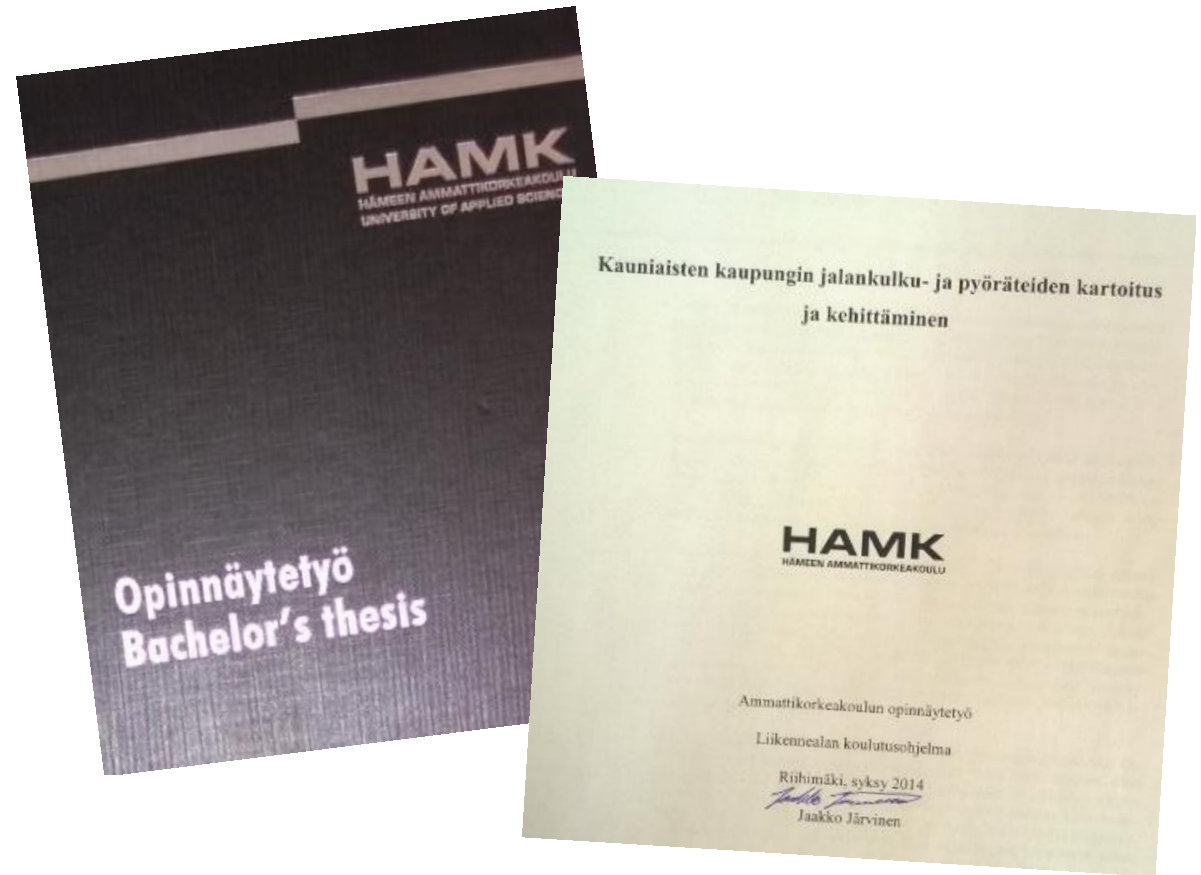 HAMK
HÄMEEN AMMATTIKORKEAKOULU
UNIVERSITY OF APPLIED
Opinnäytetyö
Bachelor's thesis
Kauniaisten kaupungin jalankulku- ja pyöräteiden kartoitus
ja kehittäminen
HAMK
HÄMEEN AMMATTIKORKEAKOULU
Ammattikorkeakoulun opinnäytetyö
Liikennealan koulutusohjelma
Riihimäki, syksy 2014
Jaakko Järvinen